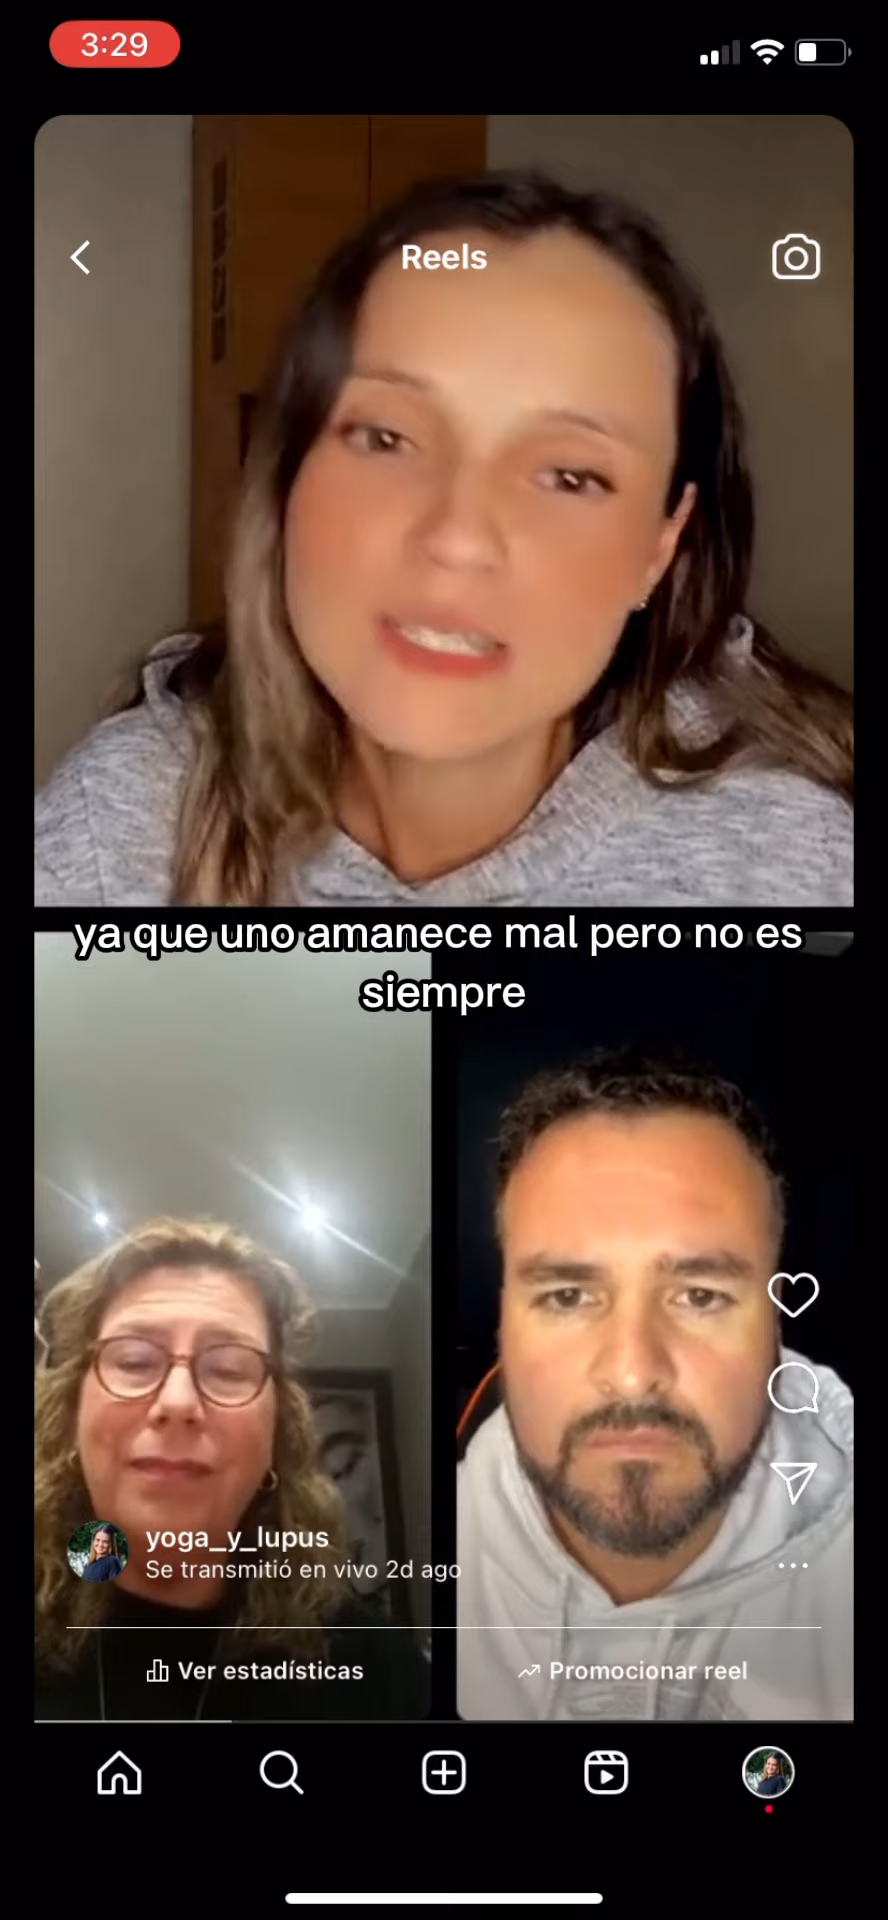 3:29
Reels
ya que uno amanece mal pero no es
siempre
yoga_y_lupus
Se transmitió en vivo 2d ago
Ver estadísticas
Promocionar reel